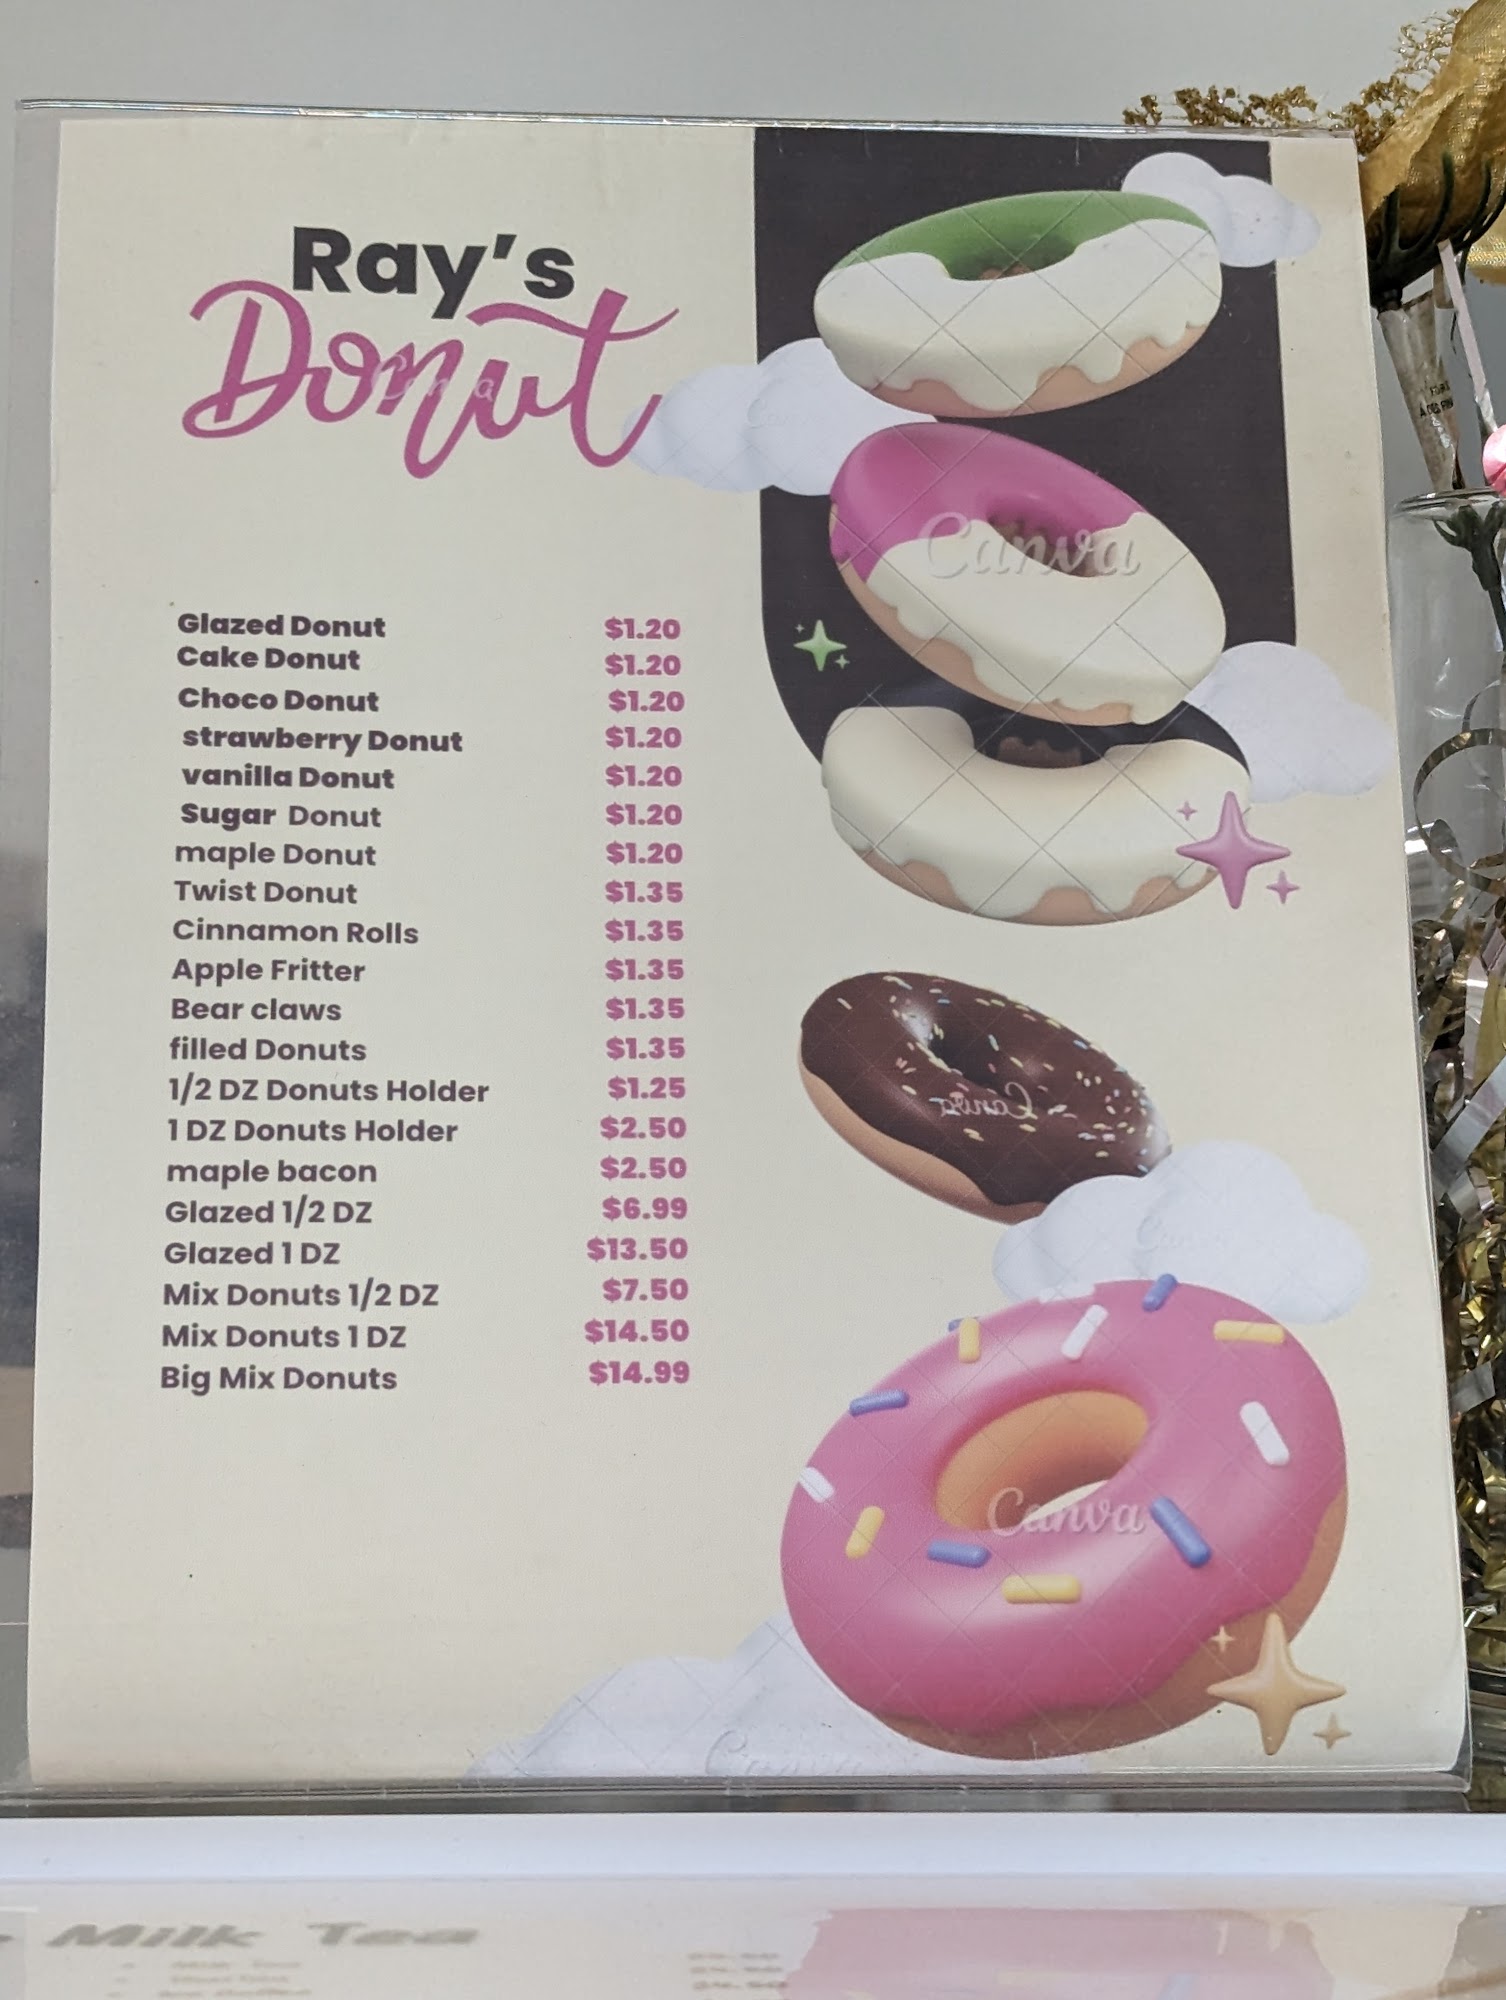 Ray's
Donut
Glazed Donut $1.20
Cake Donut $1.20
Choco Donut $1.20
strawberry Donut $1.20
vanilla Donut $1.20
Sugar Donut $1.20
maple Donut $1.20
Twist Donut $1.35
Cinnamon Rolls $1.35
Apple Fritter $1.35
Bear claws $1.35
filled Donuts $1.35
1/2 DZ Donuts Holder $1.25
1 DZ Donuts Holder $2.50
maple bacon $2.50
Glazed 1/2 DZ $6.99
Glazed 1 DZ $13.50
Mix Donuts 1/2 DZ $7.50
Mix Donuts 1 DZ $14.50
Big Mix Donuts $14.99
Canva
Canva
Canva
Canva
Canva
Milk Tea